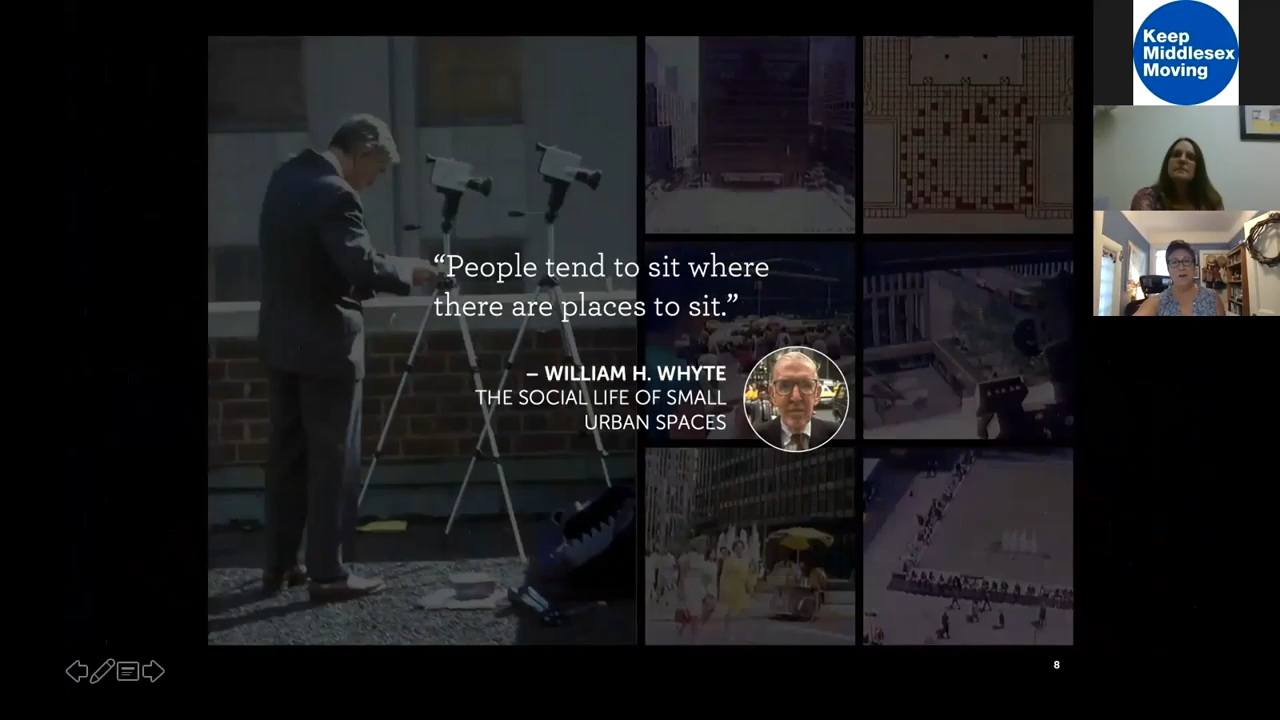 “People tend to sit where
there are places to sit.”
– WILLIAM H. WHYTE
THE SOCIAL LIFE OF SMALL
URBAN SPACES
8
Keep
Middlesex
Moving